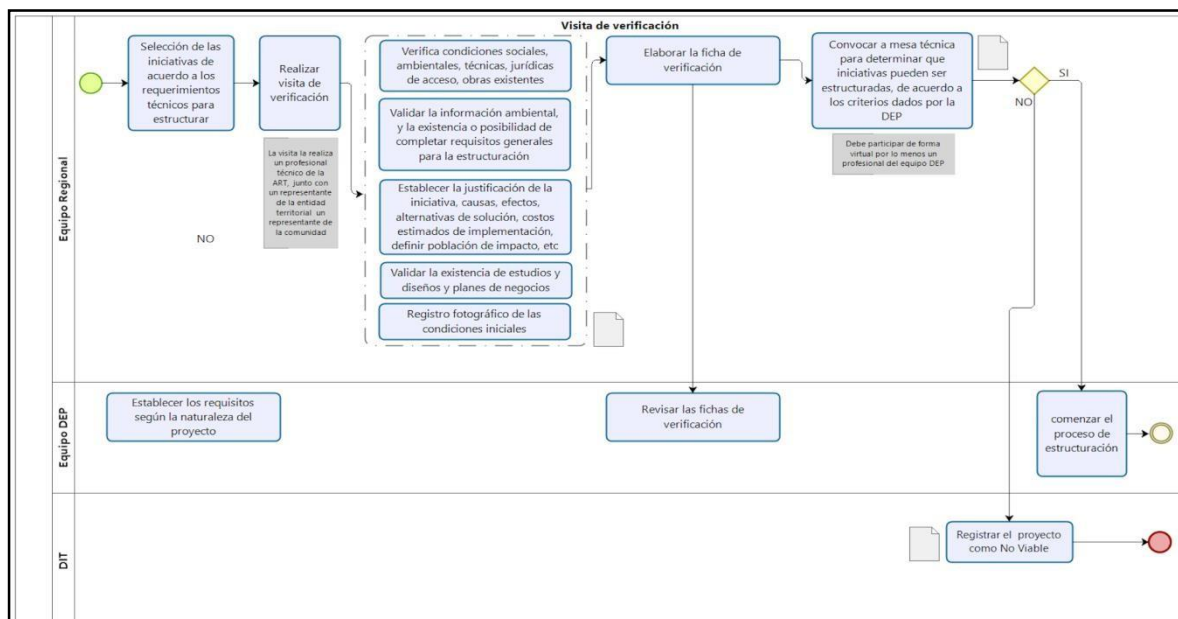 Visita de verificación
Equipo Regional
Selección de las
iniciativas de
acuerdo a los
requerimientos
técnicos para
estructurar
Realizar
visita de
verificación
La visita la realiza
un profesional
técnico de la
ART, junto con
un representante
de la entidad
territorial un
representante de
la comunidad
NO
Verifica condiciones sociales,
ambientales, técnicas, jurídicas
de acceso, obras existentes
Validar la información ambiental,
y la existencia o posibilidad de
completar requisitos generales
para la estructuración
Establecer la justificación de la
iniciativa, causas, efectos,
alternativas de solución, costos
estimados de implementación,
definir población de impacto, etc
Validar la existencia de estudios y
diseños y planes de negocios
Registro fotográfico de las
condiciones iniciales
Elaborar la ficha de
verificación
Convocar a mesa técnica
para determinar que
iniciativas pueden ser
estructuradas, de acuerdo a
los criterios dados por la
DEP
Debe participar de forma
virtual por lo menos un
profesional del equipo DEP
SI
NO
Equipo DEP
Establecer los requisitos
según la naturaleza del
proyecto
Revisar las fichas de
verificación
comenzar el
proceso de
estructuración
DIT
Registrar el proyecto
como No Viable